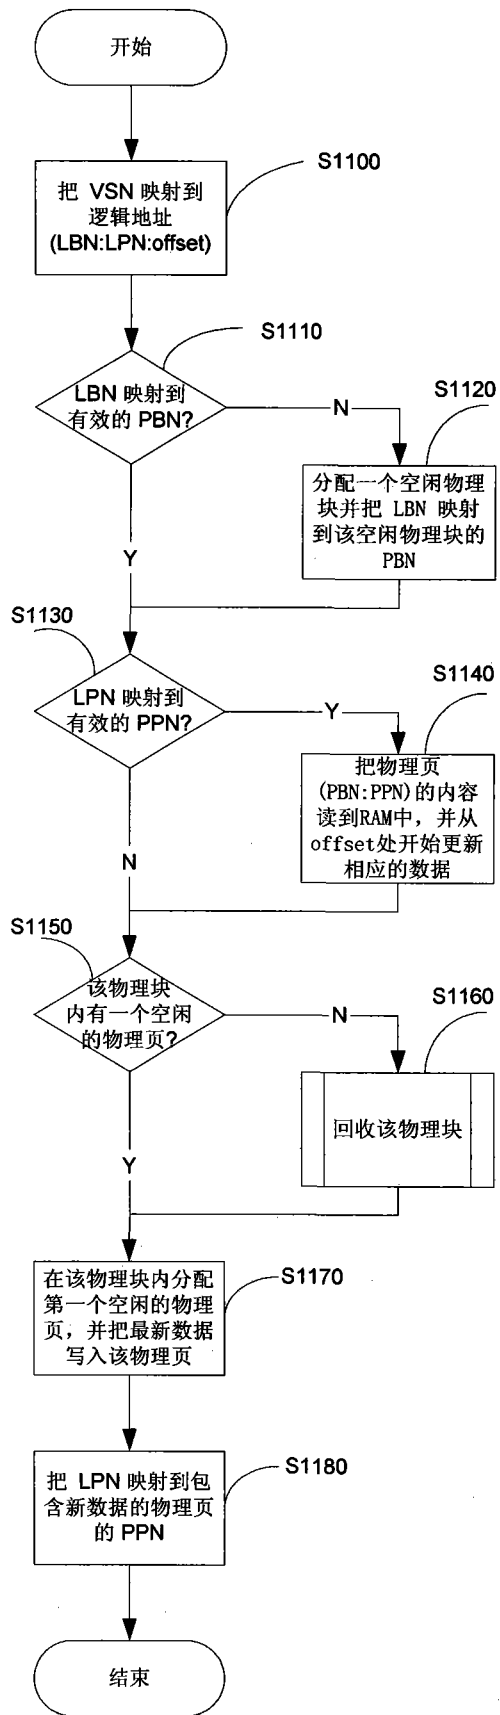 开始
S1100
把 VSN 映射到
逻辑地址
(LBN:LPN:offset)
S1110
LBN 映射到
有效的 PBN?
N
S1120
分配一个空闲物理
块并把 LBN 映射
到该空闲物理块的
PBN
Y
S1130
LPN 映射到
有效的 PPN?
Y
S1140
把物理页
(PBN:PPN)的内容
读到RAM中，并从
offset处开始更新
相应的数据
N
S1150
该物理块
内有一个空闲
的物理页?
N
S1160
回收该物理块
Y
S1170
在该物理块内分配
第一个空闲的物理
页，并把最新数据
写入该物理页
S1180
把 LPN 映射到包
含新数据的物理页
的 PPN
结束